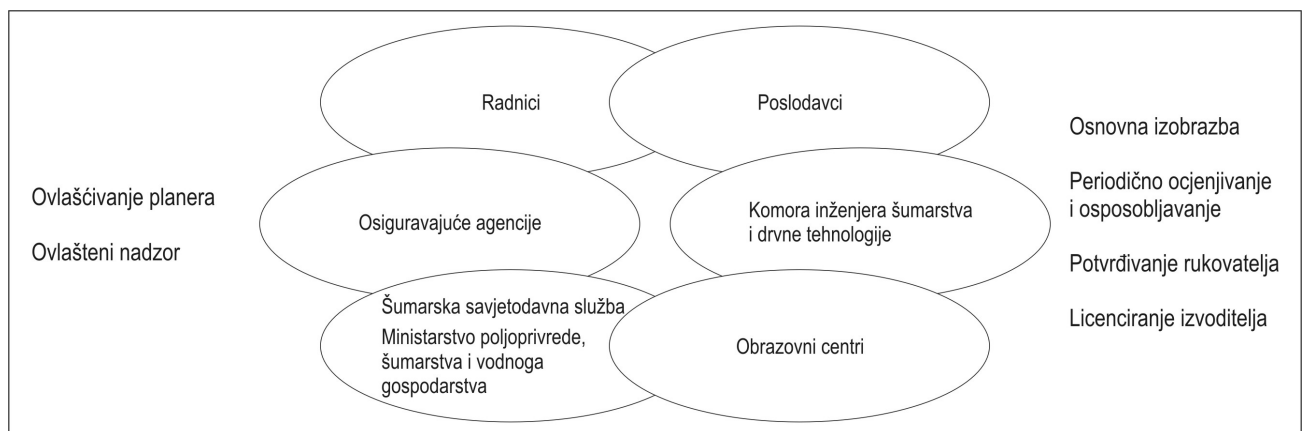 Radnici
Poslodavci
Ovlašćivanje planera
Ovlašteni nadzor
Osiguravajuće agencije
Komora inženjera šumarstva
i drvne tehnologije
Šumarska savjetodavna služba
Ministarstvo poljoprivrede,
šumarstva i vodnoga
gospodarstva
Obrazovni centri
Osnovna izobrazba
Periodično ocjenjivanje
i osposobljavanje
Potvrđivanje rukovatelja
Licenciranje izvoditelja